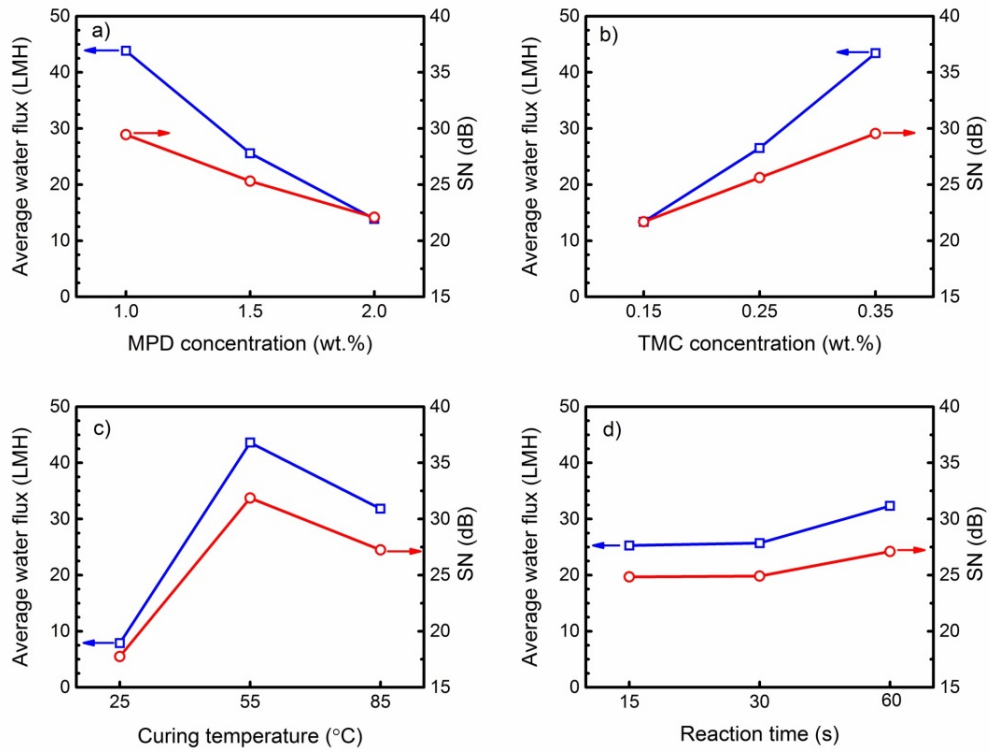 a)
Average water flux (LMH)
50
40
30
20
10
0
40
35
30
25
20
15
SN (dB)
1.0 1.5 2.0
MPD concentration (wt.%)
b)
Average water flux (LMH)
50
40
30
20
10
0
40
35
30
25
20
15
SN (dB)
0.15 0.25 0.35
TMC concentration (wt.%)
c)
Average water flux (LMH)
50
40
30
20
10
0
40
35
30
25
20
15
SN (dB)
25 55 85
Curing temperature (°C)
d)
Average water flux (LMH)
50
40
30
20
10
0
40
35
30
25
20
15
SN (dB)
15 30 60
Reaction time (s)